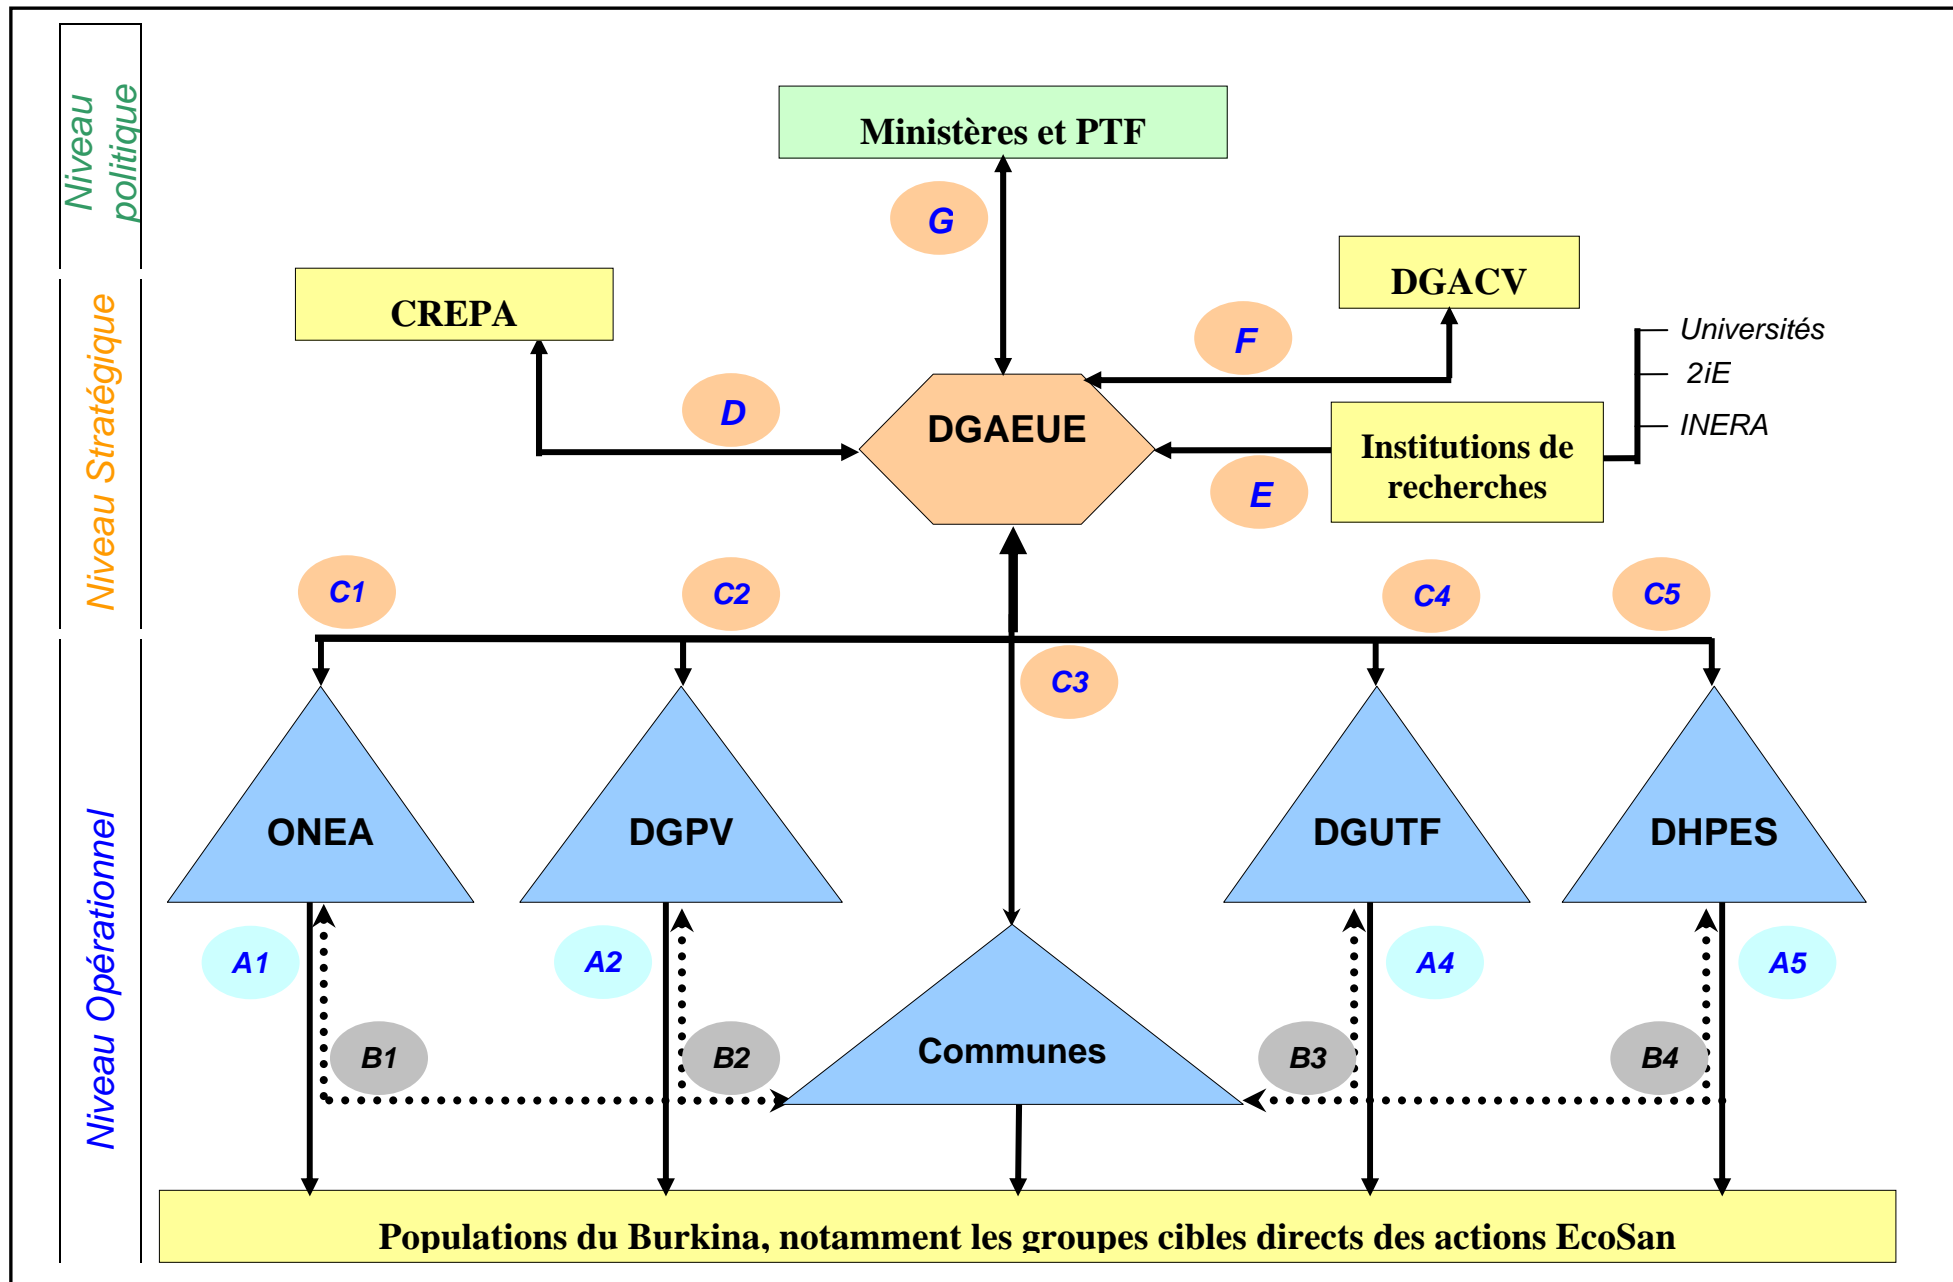 Niveau
politique
Ministères et PTF
G
DGACV
CREPA
F
Universités
2iE
INERA
D
DGAEUE
Institutions de
recherches
E
Niveau Stratégique
C1
C2
C4
C5
C3
ONEA
DGPV
DGUTF
DHPES
A1
A2
A4
A5
Niveau Opérationnel
B1
B2
Communes
B3
B4
Populations du Burkina, notamment les groupes cibles directs des actions EcoSan